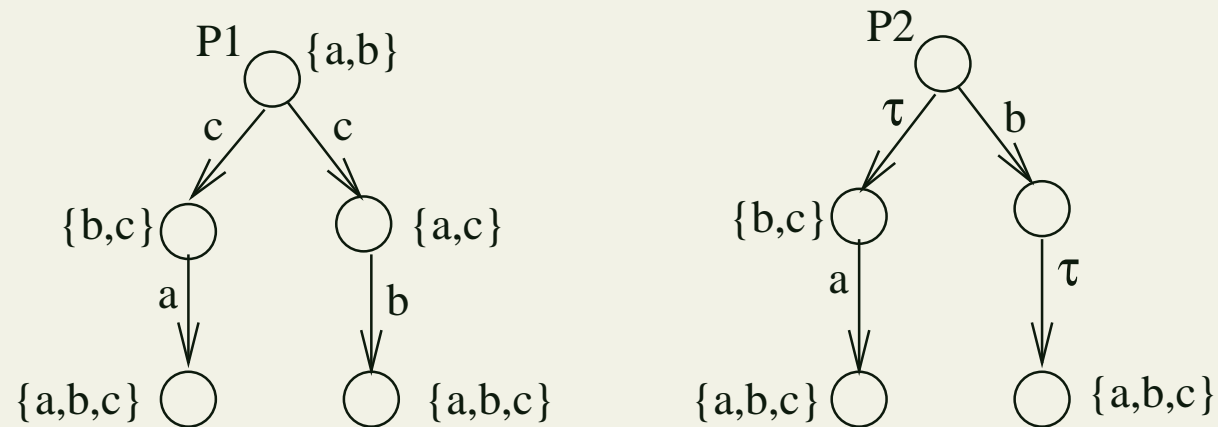 P1 {a,b}
c c
{b,c} {a,c}
a b
{a,b,c} {a,b,c}
P2
τ b
{b,c}
a τ
{a,b,c} {a,b,c}